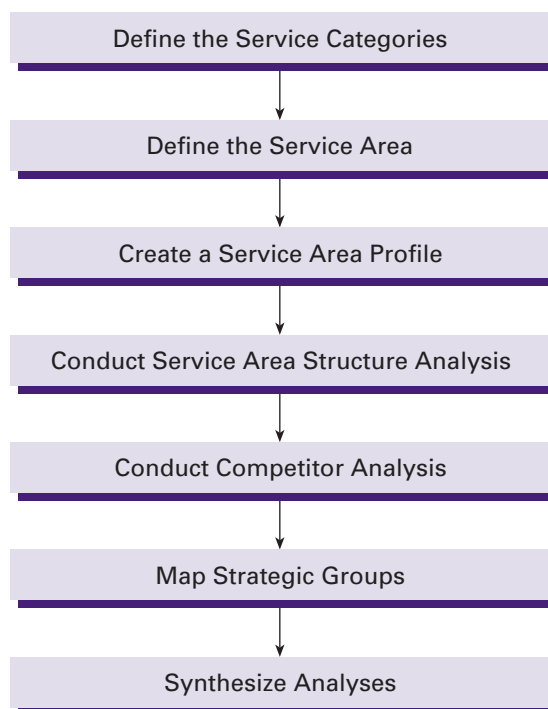 Define the Service Categories
Define the Service Area
Create a Service Area Profile
Conduct Service Area Structure Analysis
Conduct Competitor Analysis
Map Strategic Groups
Synthesize Analyses